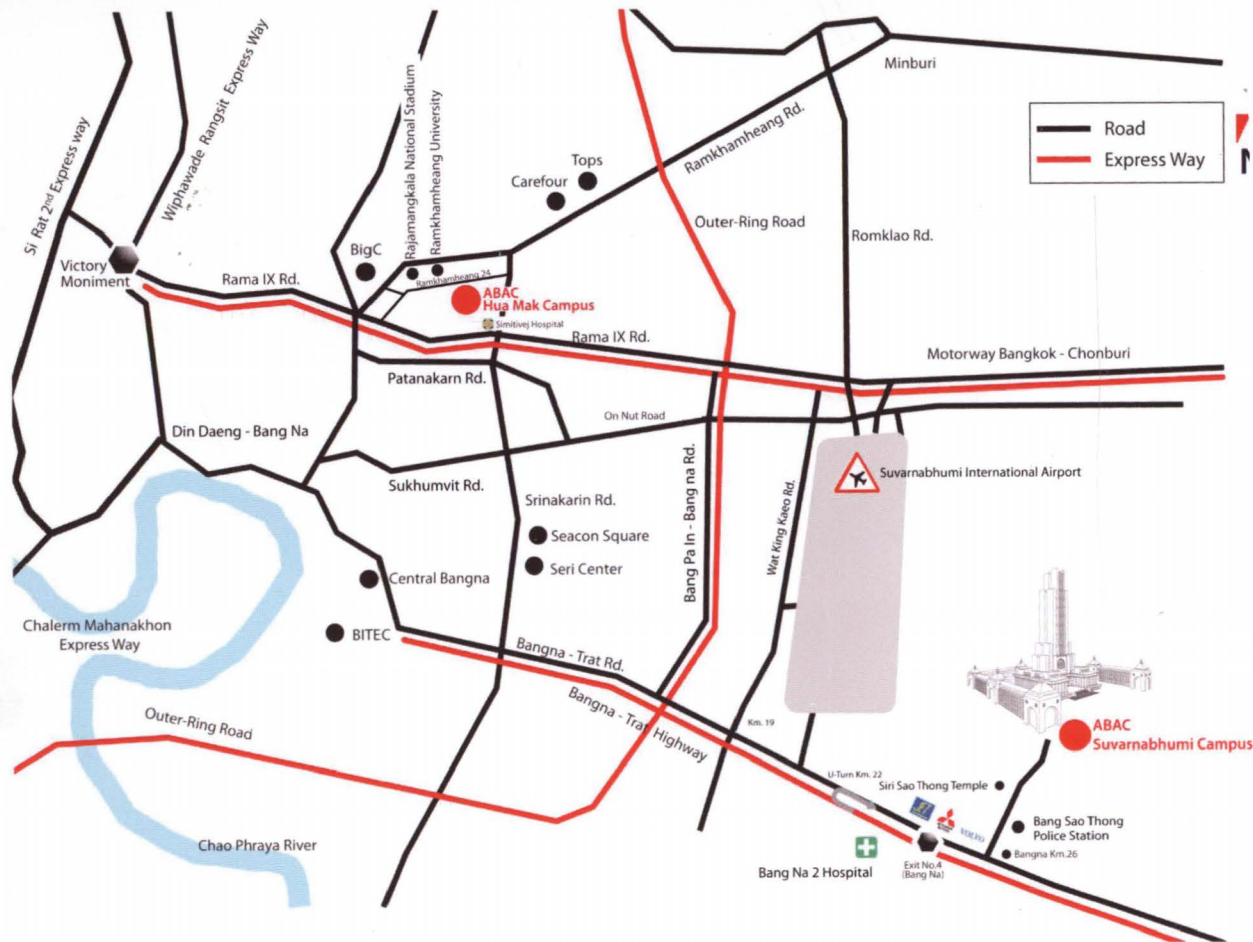 Si Rat 2nd Express way
Wiphawade Rangsit Express Way
Rajamangkala National Stadium
Ramkhamheang University
Minburi
Road
Express Way
Ramkhamheang Rd.
Tops
Carefour
Outer-Ring Road
Romklao Rd.
Victory
Moniment
BigC
Ramkhamheang 24
Rama IX Rd.
ABAC
Hua Mak Campus
Simitivej Hospital
Rama IX Rd.
Motorway Bangkok - Chonburi
Patanakarn Rd.
On Nut Road
Din Daeng - Bang Na
Sukhumvit Rd.
Srinakarin Rd.
Bang Pa In - Bang na Rd.
Wat King Kaeo Rd.
Suvarnabhumi International Airport
Seacon Square
Seri Center
Central Bangna
Chalerm Mahanakhon
Express Way
BITEC
Bangna - Trat Rd.
Bangna - Trat Highway
Outer-Ring Road
Km. 19
ABAC
Suvarnabhumi Campus
U-Turn Km. 22
Siri Sao Thong Temple
VOLVO
Bang Sao Thong
Police Station
Bangna Km.26
Chao Phraya River
Bang Na 2 Hospital
Exit No.4
(Bang Na)